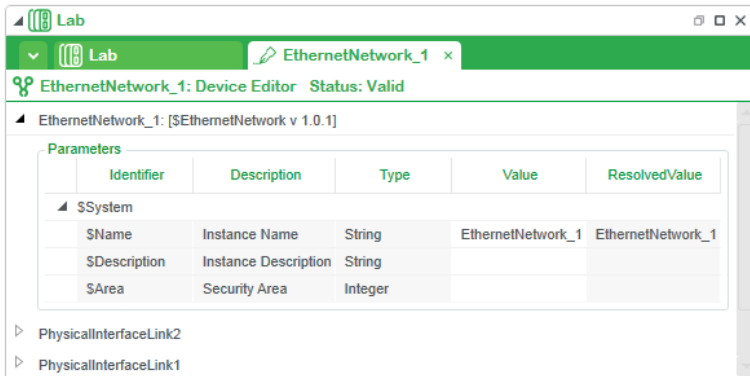 Lab
Lab EthernetNetwork_1 ×
EthernetNetwork_1: Device Editor Status: Valid
EthernetNetwork_1: [$EthernetNetwork v 1.0.1]
Parameters
Identifier Description Type Value ResolvedValue
$System
$Name Instance Name String EthernetNetwork_1 EthernetNetwork_1
$Description Instance Description String
$Area Security Area Integer
PhysicalInterfaceLink2
PhysicalInterfaceLink1